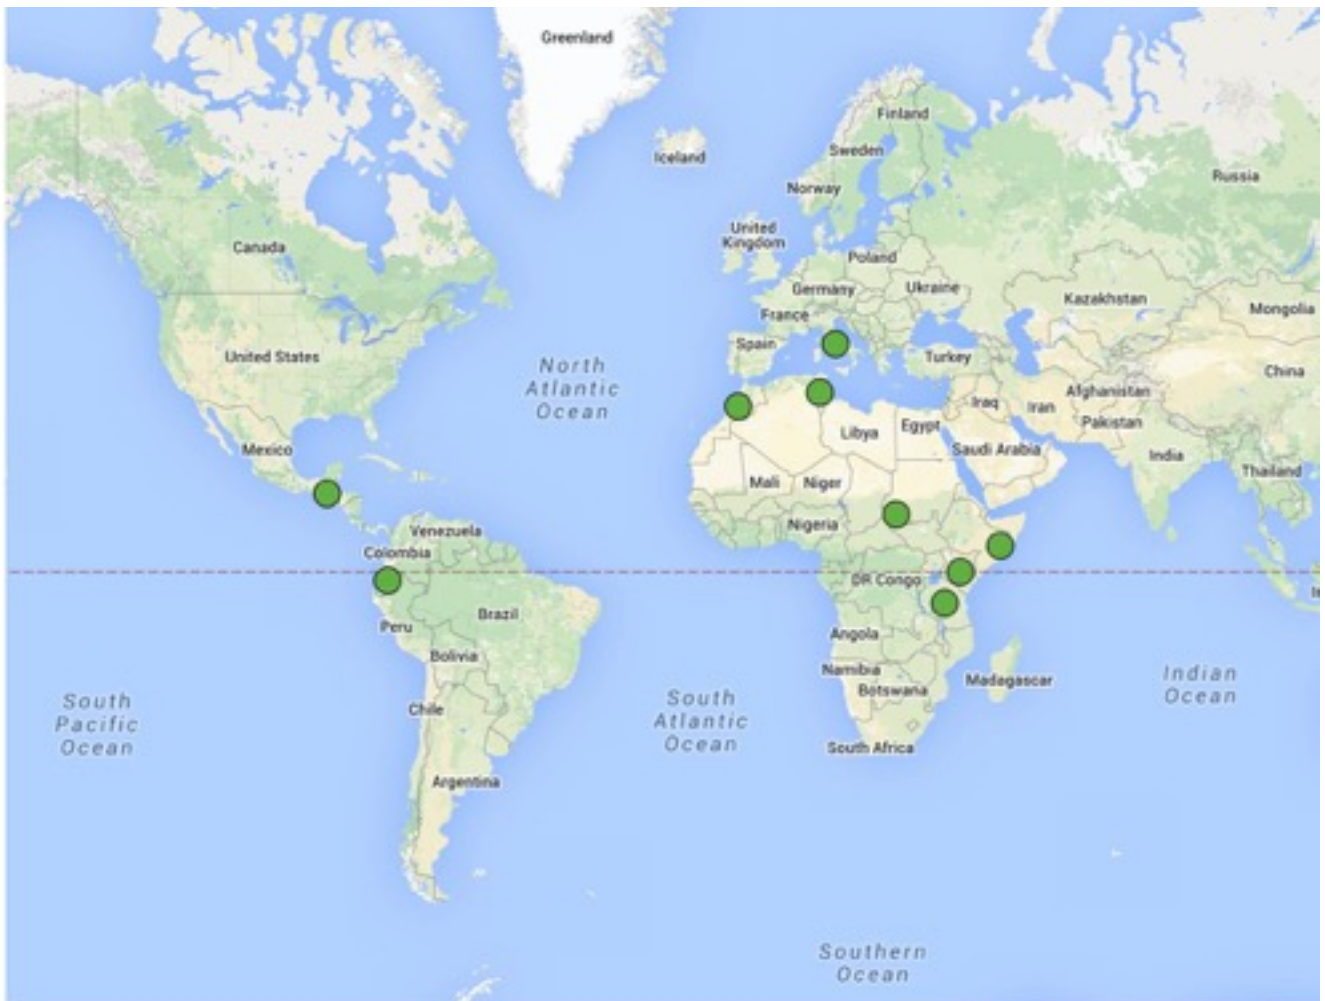 Greenland
Finland
Iceland
Sweden
Russia
Norway
United
Kingdom
Canada
Poland
Germany
Ukraine
Kazakhstan
Mongolia
France
Spain
United States
Turkey
North
Atlantic
Ocean
China
Afghanistan
Iraq
Iran
Pakistan
Libya
Egypt
Mexico
Saudi Arabia
India
Thailand
Mali
Niger
Nigeria
Venezuela
Colombia
DR Congo
Brazil
Peru
Angola
Bolivia
Namibia
Botswana
Madagascar
Indian
Ocean
South
Pacific
Ocean
Chile
South
Atlantic
Ocean
South Africa
Argentina
Southern
Ocean